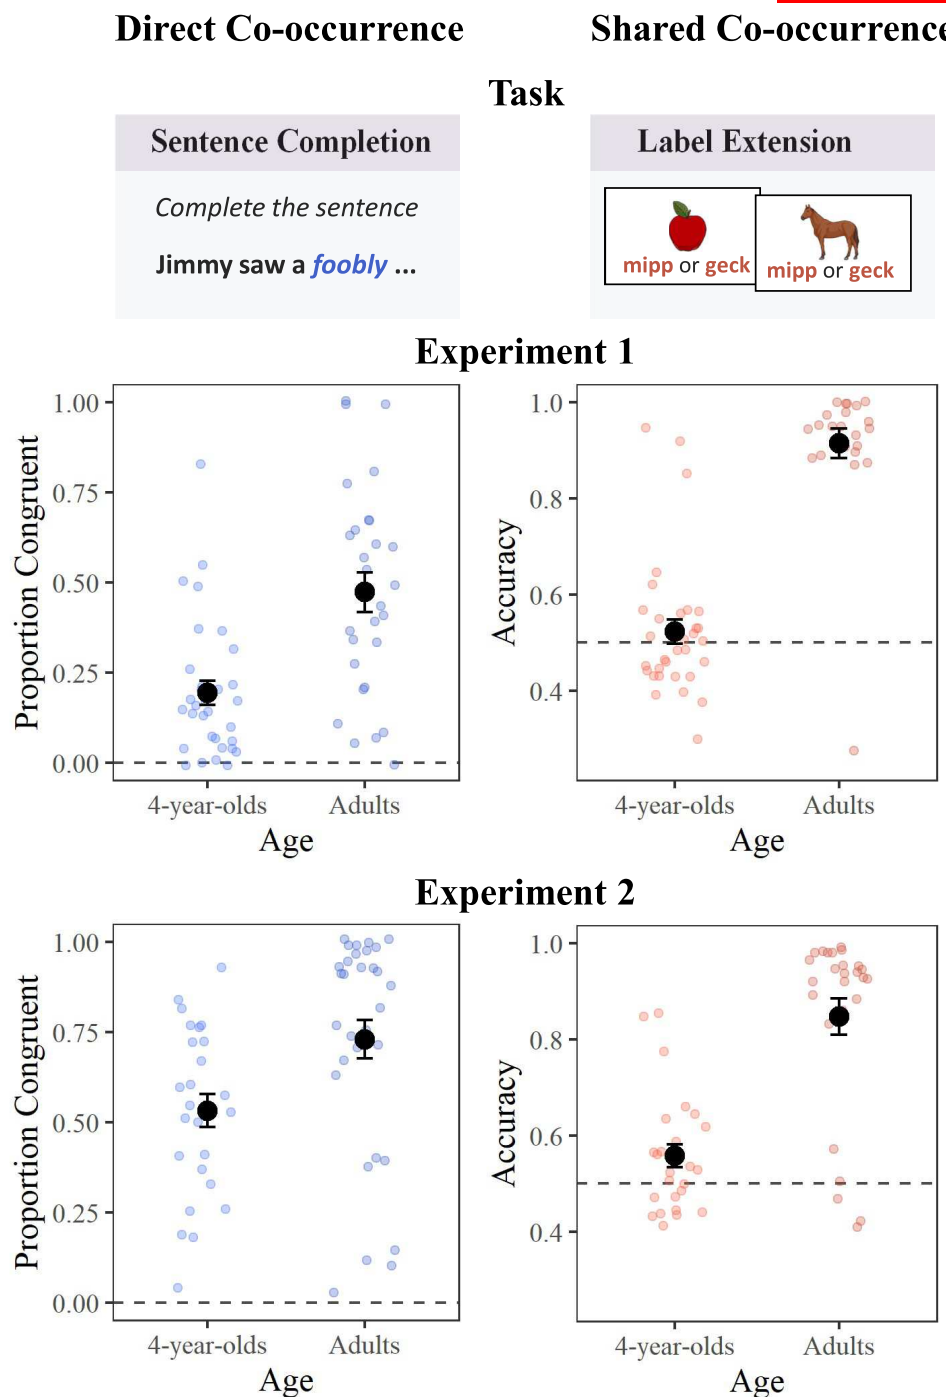 Direct Co-occurrence
Shared Co-occurrence
Task
Sentence Completion
Complete the sentence
Jimmy saw a foobly ...
Label Extension
mipp or geck
mipp or geck
Experiment 1
Proportion Congruent
1.00
0.75
0.50
0.25
0.00
4-year-olds
Adults
Age
Accuracy
1.0
0.8
0.6
0.4
4-year-olds
Adults
Age
Experiment 2
Proportion Congruent
1.00
0.75
0.50
0.25
0.00
4-year-olds
Adults
Age
Accuracy
1.0
0.8
0.6
0.4
4-year-olds
Adults
Age